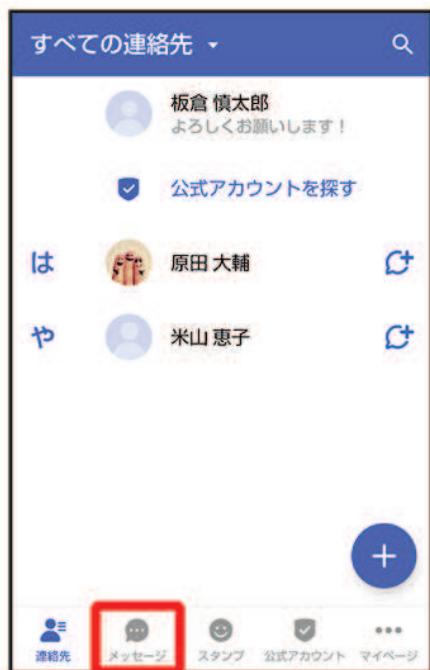 すべての連絡先
板倉 慎太郎
よろしくお願いします！
公式アカウントを探す
は 原田 大輔
や 米山 恵子
連絡先 メッセージ スタンプ 公式アカウント マイページ